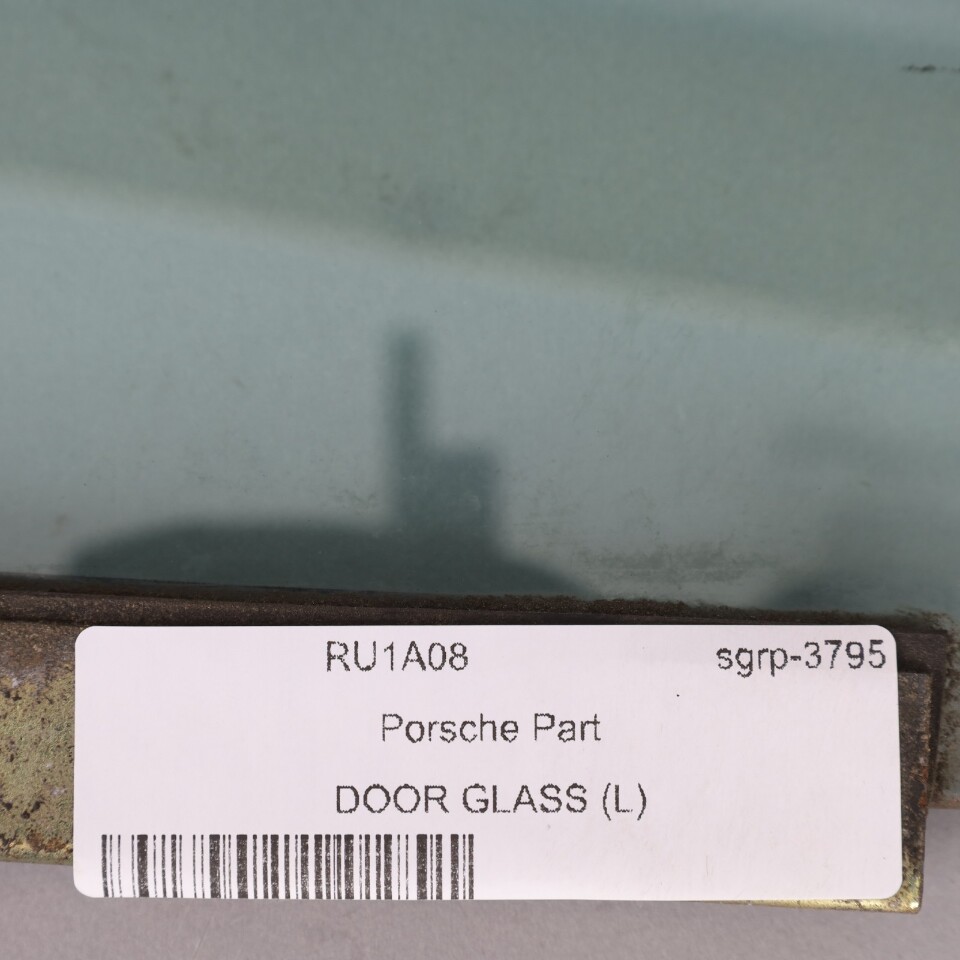 RU1A08 sgrp-3795
Porsche Part
DOOR GLASS (L)